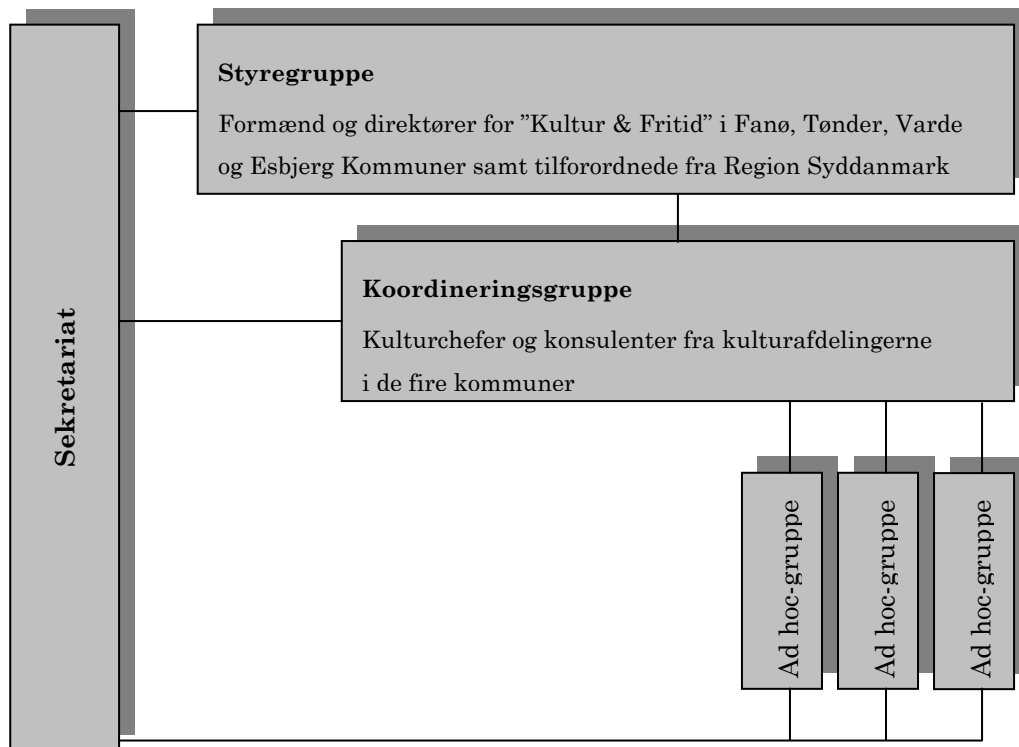 Styregruppe
Formænd og direktører for ”Kultur & Fritid” i Fanø, Tønder, Varde
og Esbjerg Kommuner samt tilforordnede fra Region Syddanmark
Koordineringsgruppe
Kulturchefer og konsulenter fra kulturafdelingerne
i de fire kommuner
Sekretariat
Ad hoc-gruppe
Ad hoc-gruppe
Ad hoc-gruppe